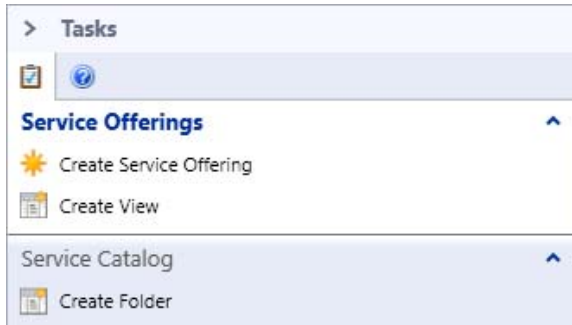 Tasks
Service Offerings
Create Service Offering
Create View
Service Catalog
Create Folder